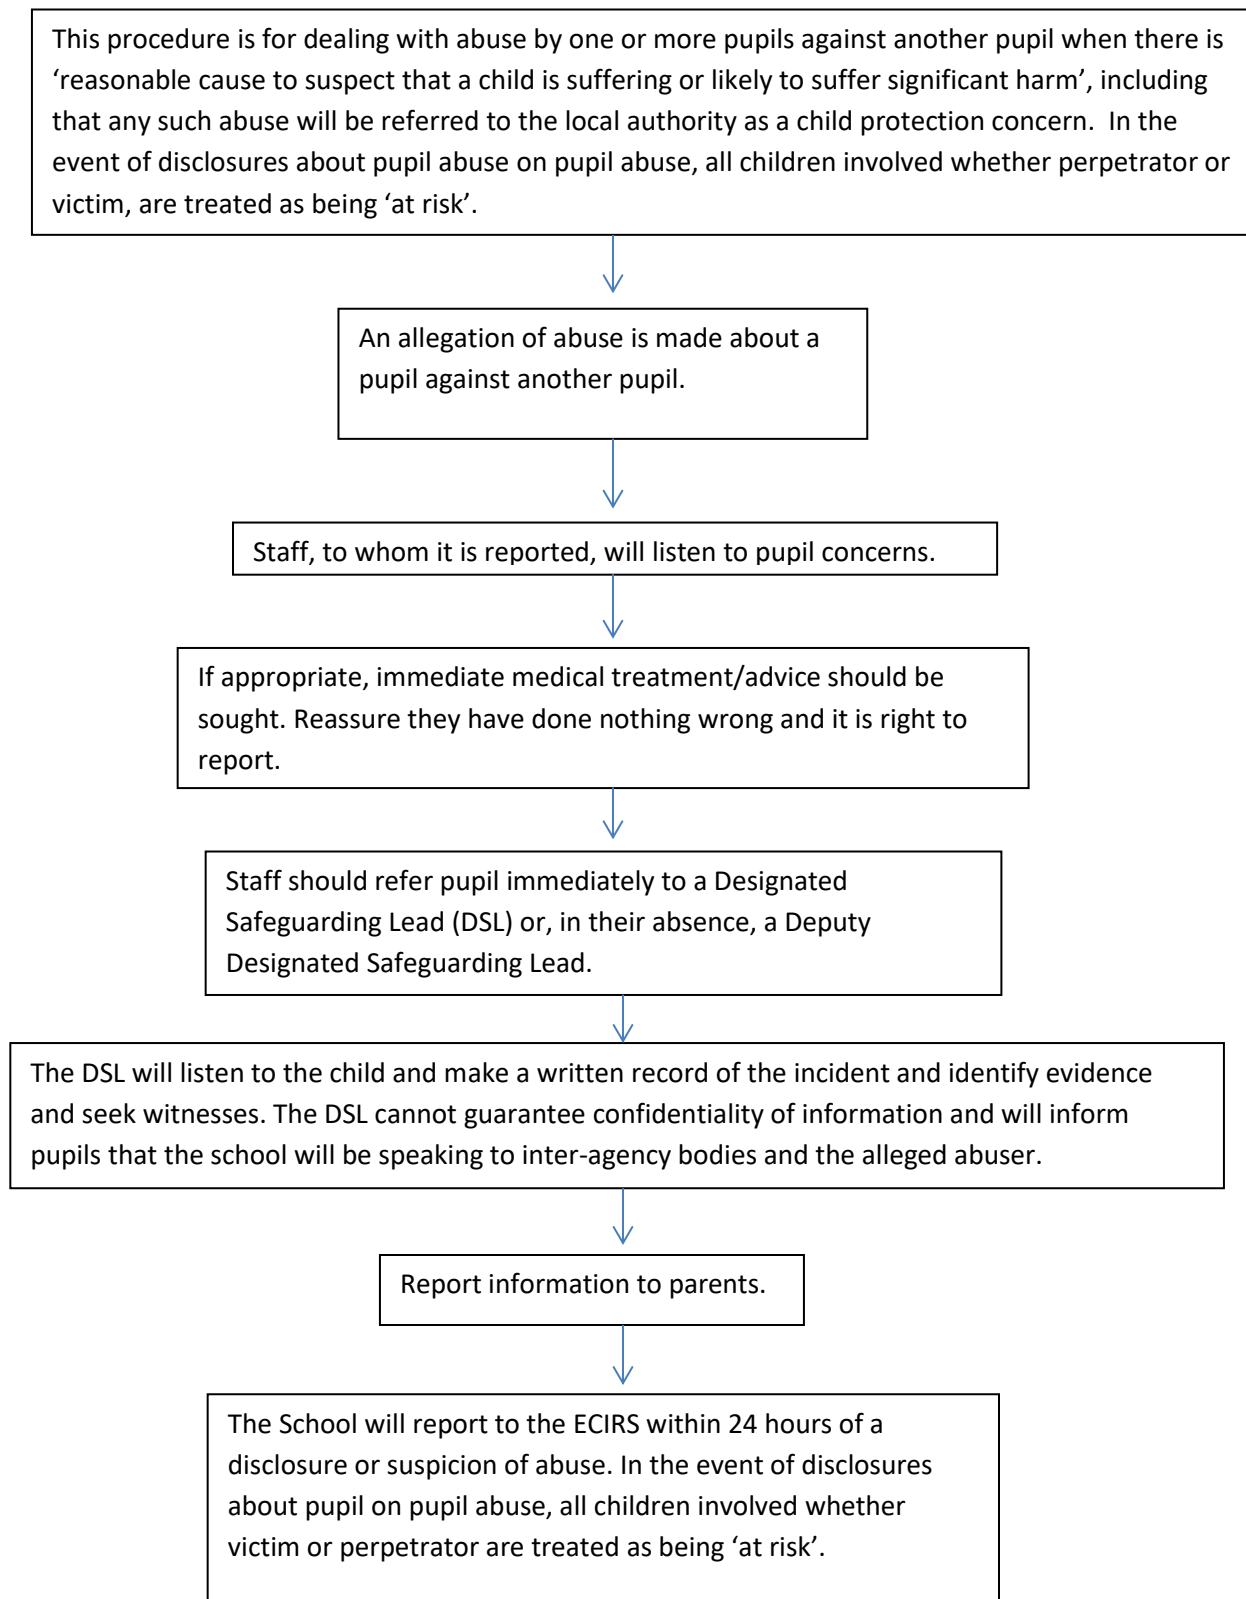 This procedure is for dealing with abuse by one or more pupils against another pupil when there is
‘reasonable cause to suspect that a child is suffering or likely to suffer significant harm’, including
that any such abuse will be referred to the local authority as a child protection concern.  In the
event of disclosures about pupil abuse on pupil abuse, all children involved whether perpetrator or
victim, are treated as being ‘at risk’.
An allegation of abuse is made about a
pupil against another pupil.
Staff, to whom it is reported, will listen to pupil concerns.
If appropriate, immediate medical treatment/advice should be
sought. Reassure they have done nothing wrong and it is right to
report.
Staff should refer pupil immediately to a Designated
Safeguarding Lead (DSL) or, in their absence, a Deputy
Designated Safeguarding Lead.
The DSL will listen to the child and make a written record of the incident and identify evidence
and seek witnesses. The DSL cannot guarantee confidentiality of information and will inform
pupils that the school will be speaking to inter-agency bodies and the alleged abuser.
Report information to parents.
The School will report to the ECIRS within 24 hours of a
disclosure or suspicion of abuse. In the event of disclosures
about pupil on pupil abuse, all children involved whether
victim or perpetrator are treated as being ‘at risk’.